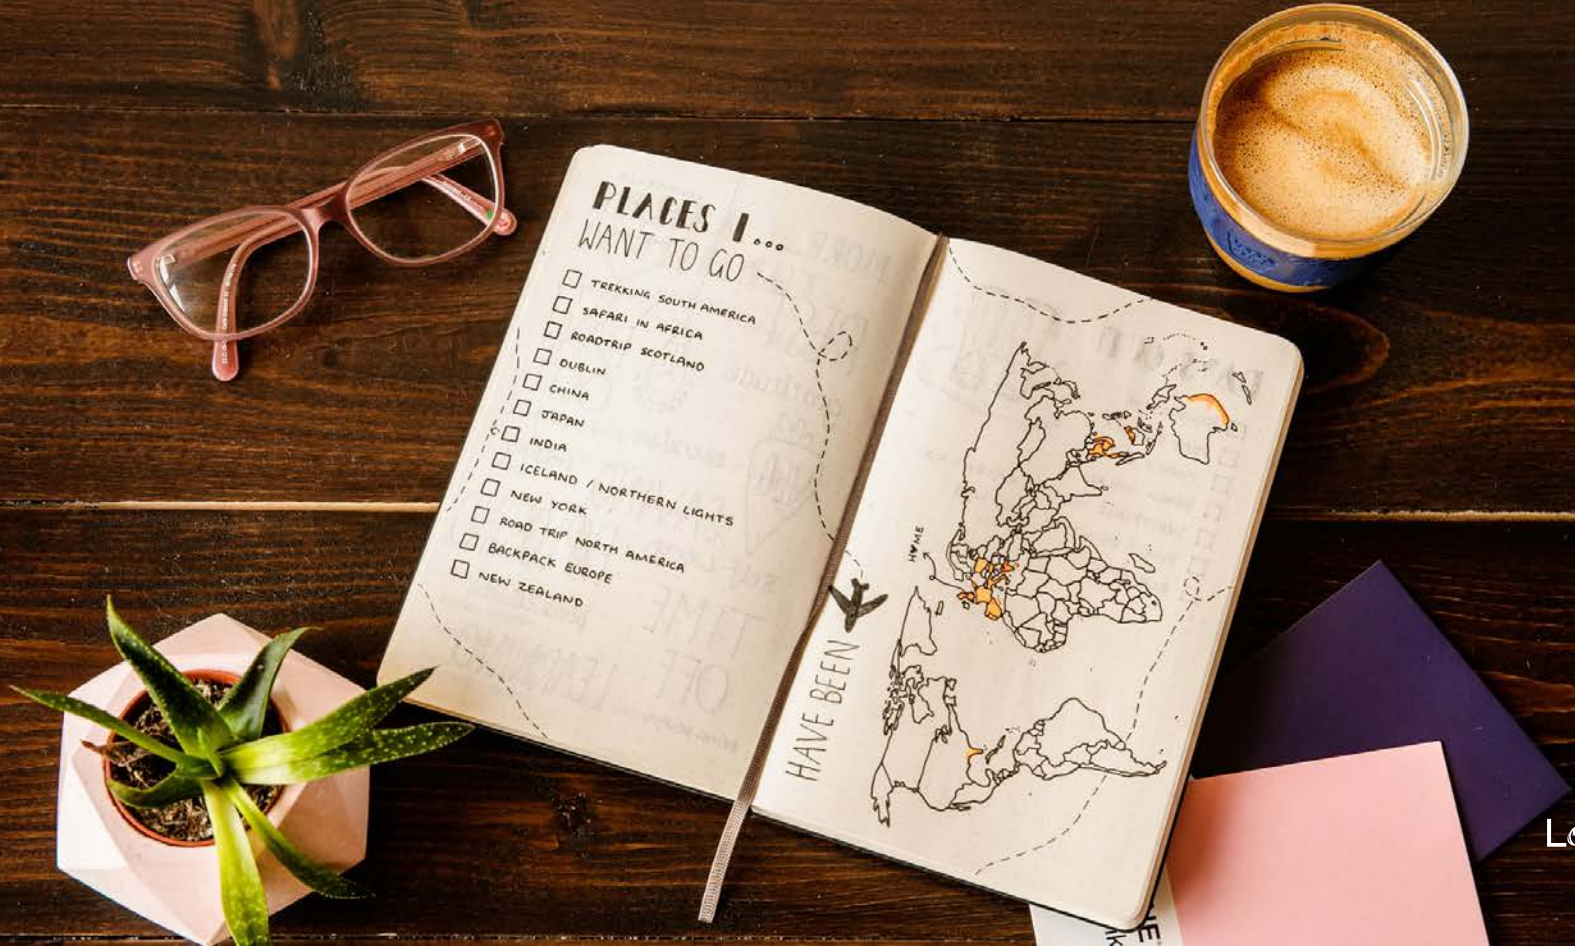 PLACES I...
WANT TO GO
TREKKING SOUTH AMERICA
SAFARI IN AFRICA
ROADTRIP SCOTLAND
DUBLIN
CHINA
JAPAN
INDIA
ICELAND / NORTHERN LIGHTS
NEW YORK
ROAD TRIP NORTH AMERICA
BACKPACK EUROPE
NEW ZEALAND
HAVE BEEN
HOME